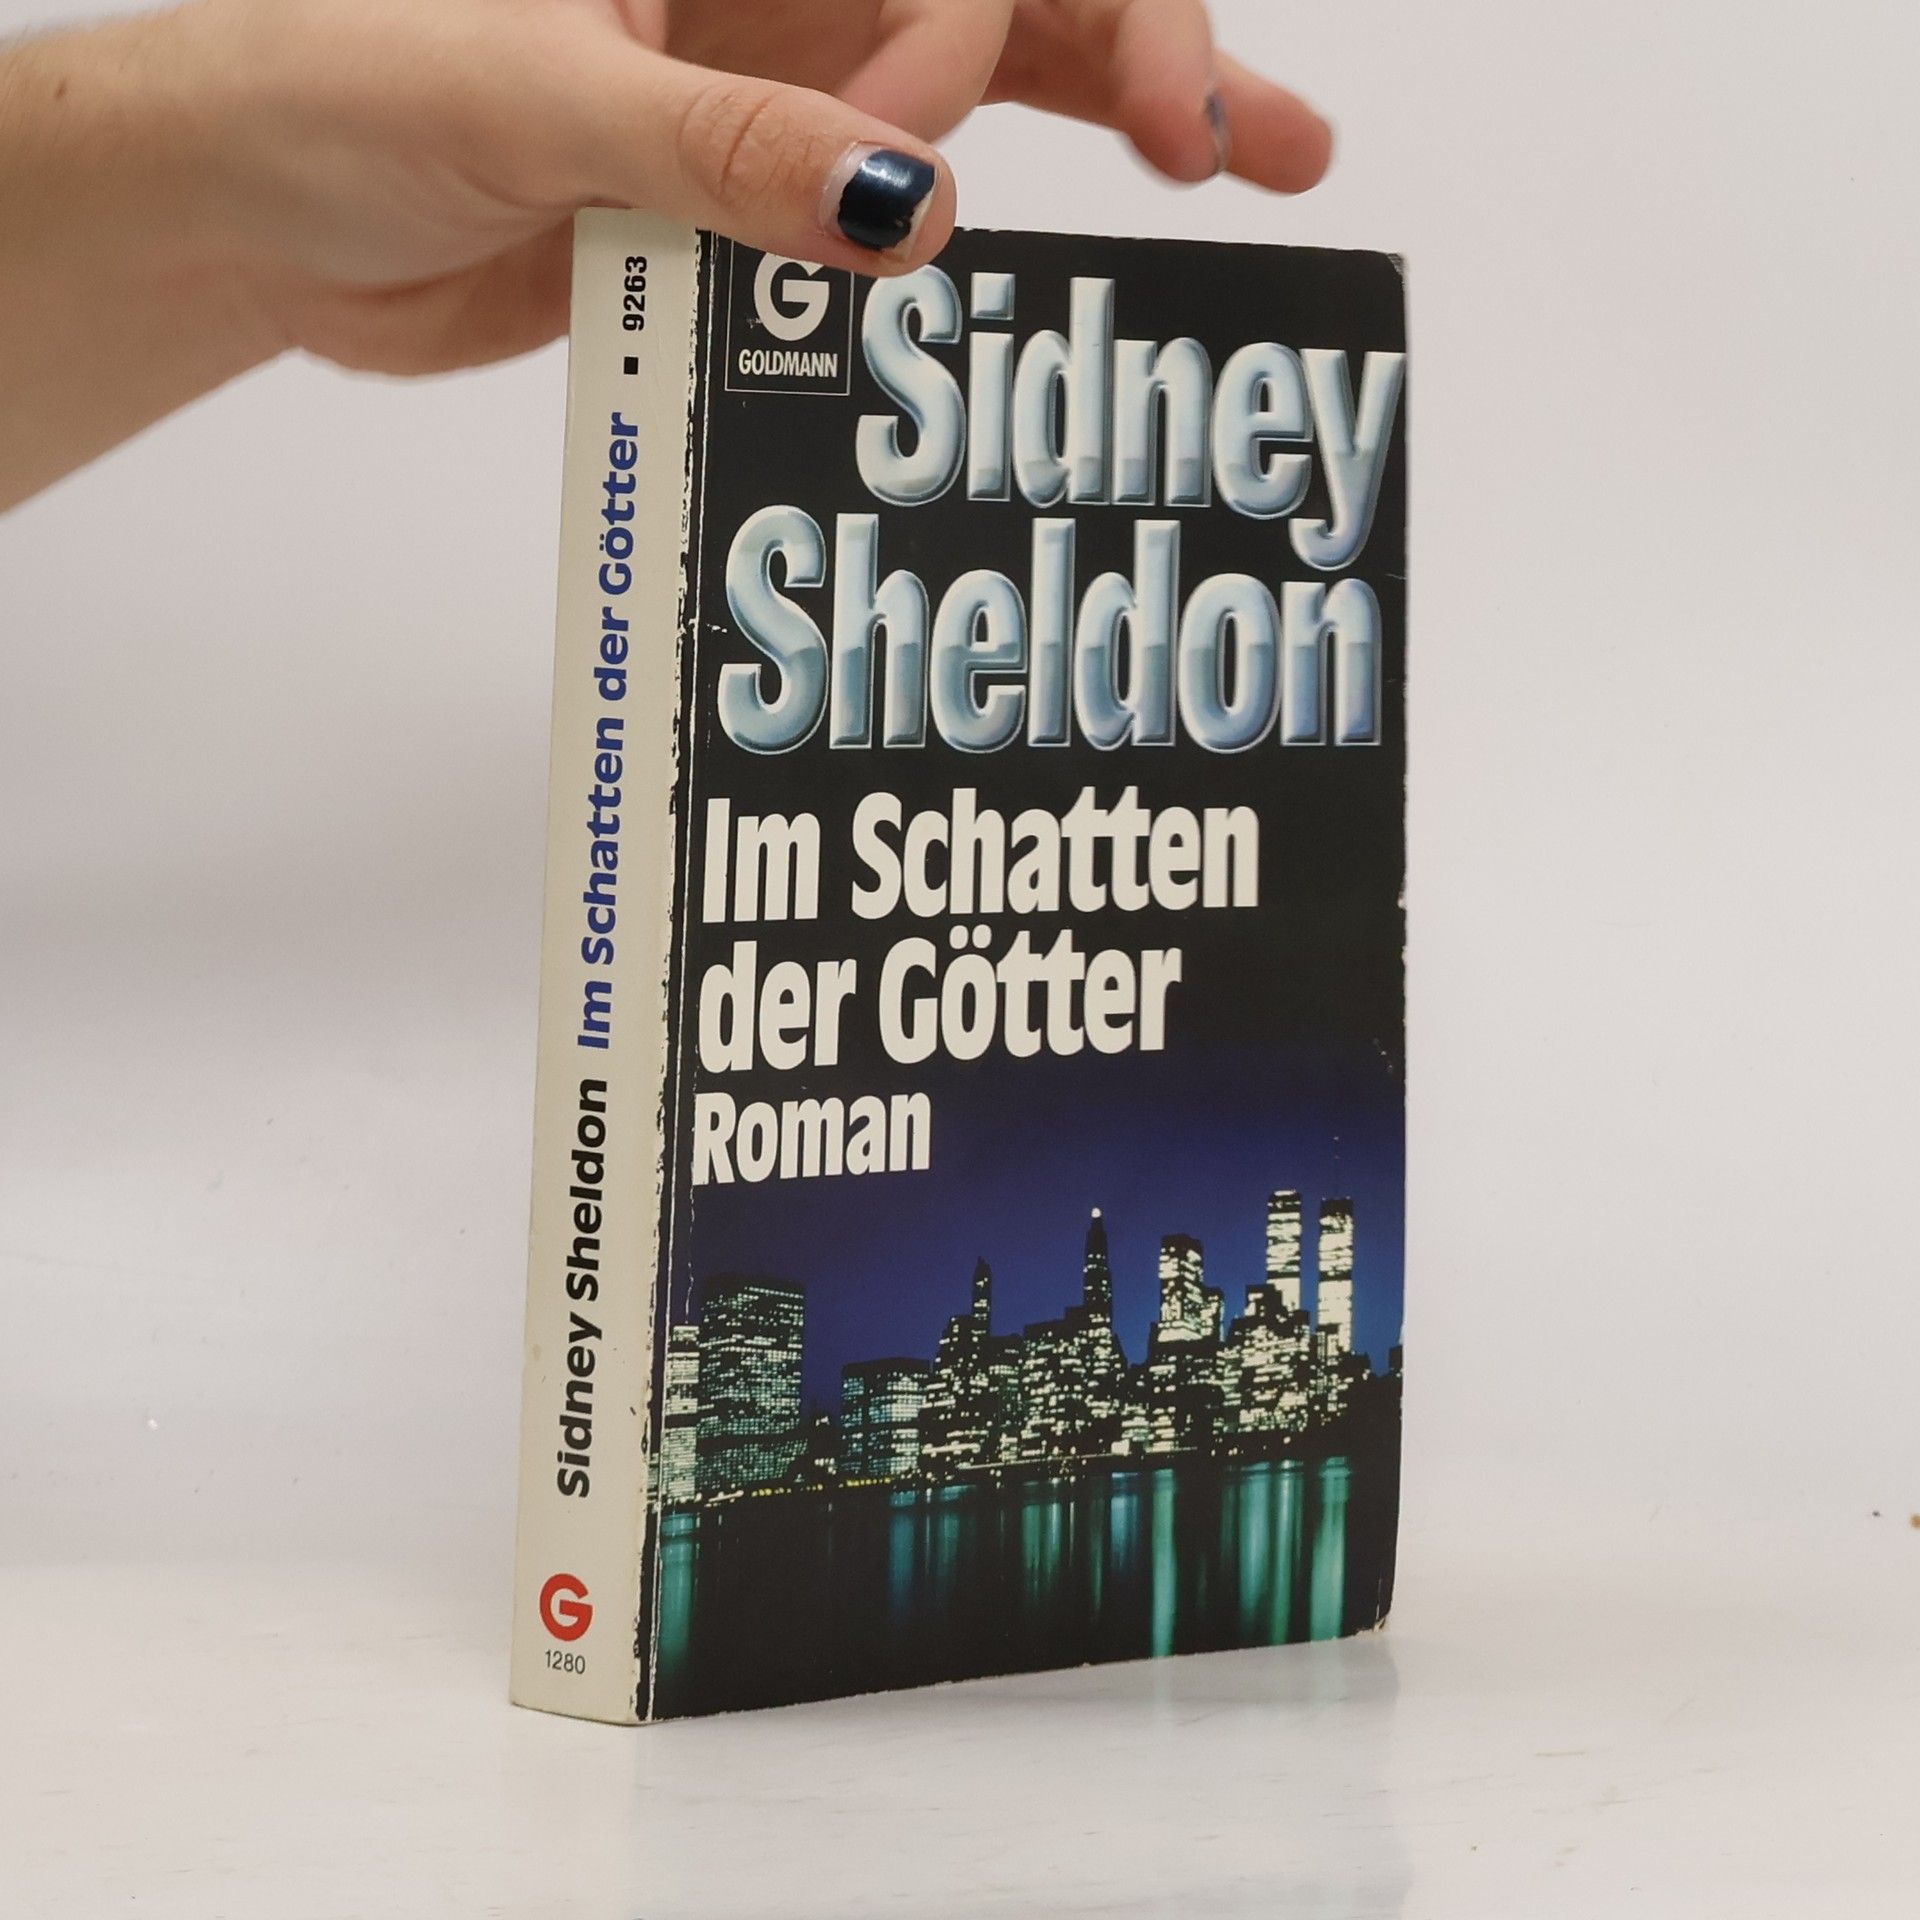 G
GOLDMANN
Sidney
Sheldon
Im Schatten
der Götter
Roman
Sidney Sheldon Im Schatten der Götter ▪ 9263
G
1280